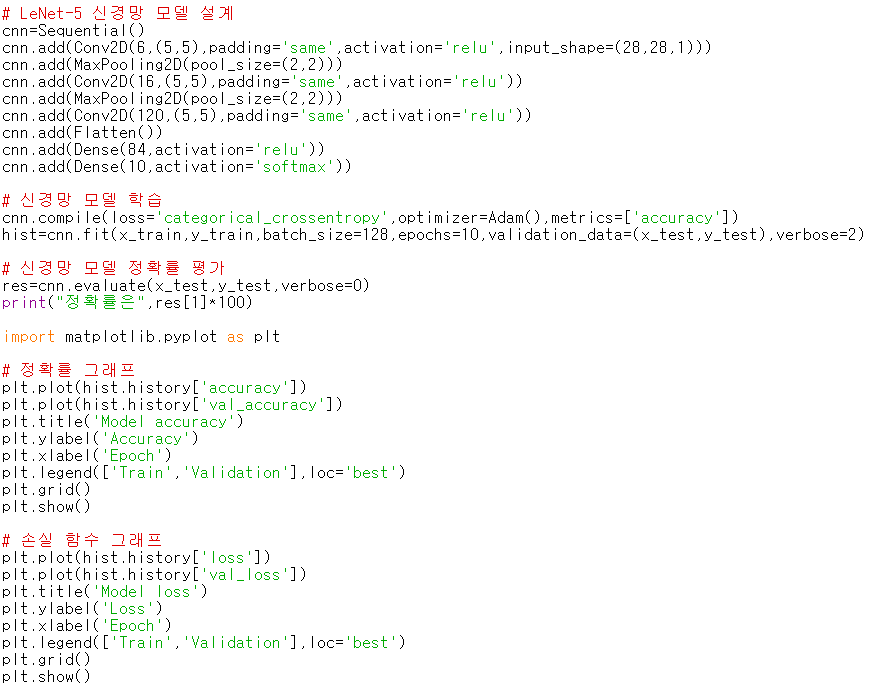 # LeNet-5 신경망 모델 설계
cnn=Sequential()
cnn.add(Conv2D(6,(5,5),padding='same',activation='relu',input_shape=(28,28,1)))
cnn.add(MaxPooling2D(pool_size=(2,2)))
cnn.add(Conv2D(16,(5,5),padding='same',activation='relu'))
cnn.add(MaxPooling2D(pool_size=(2,2)))
cnn.add(Conv2D(120,(5,5),padding='same',activation='relu'))
cnn.add(Flatten())
cnn.add(Dense(84,activation='relu'))
cnn.add(Dense(10,activation='softmax'))
# 신경망 모델 학습
cnn.compile(loss='categorical_crossentropy',optimizer=Adam(),metrics=['accuracy'])
hist=cnn.fit(x_train,y_train,batch_size=128,epochs=10,validation_data=(x_test,y_test),verbose=2)
# 신경망 모델 정확률 평가
res=cnn.evaluate(x_test,y_test,verbose=0)
print("정확률은",res[1]*100)
import matplotlib.pyplot as plt
# 정확률 그래프
plt.plot(hist.history['accuracy'])
plt.plot(hist.history['val_accuracy'])
plt.title('Model accuracy')
plt.ylabel('Accuracy')
plt.xlabel('Epoch')
plt.legend(['Train','Validation'],loc='best')
plt.grid()
plt.show()
# 손실 함수 그래프
plt.plot(hist.history['loss'])
plt.plot(hist.history['val_loss'])
plt.title('Model loss')
plt.ylabel('Loss')
plt.xlabel('Epoch')
plt.legend(['Train','Validation'],loc='best')
plt.grid()
plt.show()